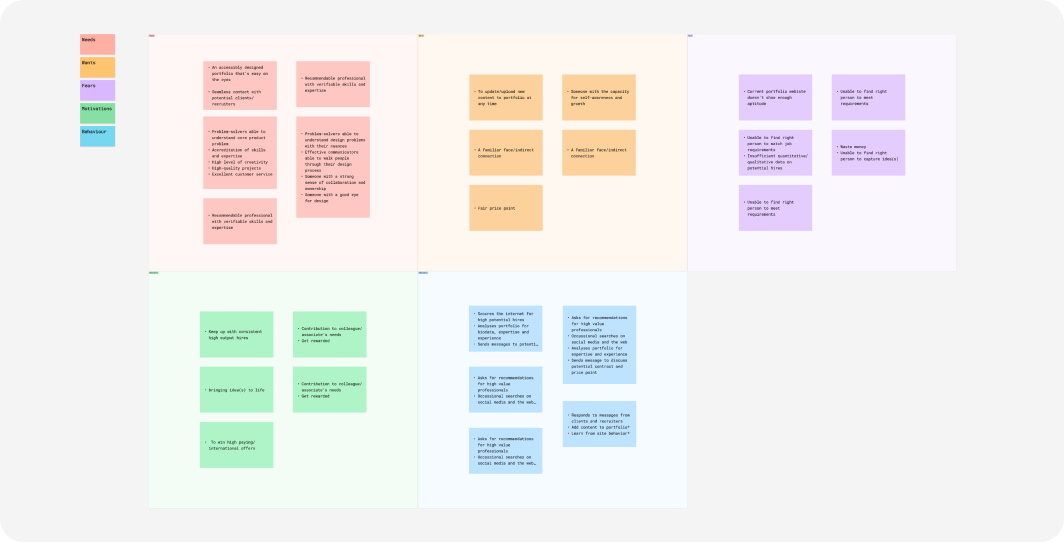 Needs
Wants
Fears
Motivations
Behaviour
• An accessibly designed
portfolio that's easy on
the eyes
• Seamless contact with
potential clients/
recruiters
• Recommendable professional
with verifiable skills and
expertise
• Problem-solvers able to
understand core product
problem
• Accreditation of skills
and expertise
• High level of creativity
• High-quality projects
• Excellent customer service
• Problem-solvers able to
understand design problems
with their nuances
• Effective communicators
able to walk people
through their design
process
• Someone with a strong
sense of collaboration and
ownership
• Someone with a good eye
for design
• Recommendable professional
with verifiable skills and
expertise
• To update/upload new
content to portfolio at
any time
• Someone with the capacity
for self-awareness and
growth
• A familiar face/indirect
connection
• A familiar face/indirect
connection
• Fair price point
• Current portfolio website
doesn't show enough
aptitude
• Unable to find right
person to meet
requirements
• Unable to find right
person to match job
requirements
• Insufficient quantitative/
qualitative data on
potential hires
• Waste money
• Unable to find right
person to capture idea(s)
• Unable to find right
person to meet
requirements
• Keep up with consistent
high output hires
• Contribution to colleague/
associate's needs
• Get rewarded
• bringing idea(s) to life
• Contribution to colleague/
associate's needs
• Get rewarded
• To win high paying/
international offers
• Scours the internet for
high potential hires
• Analyses portfolio for
biodata, expertise and
experience
• Sends messages to potenti…
• Asks for recommendations
for high value
professionals
• Occassional searches on
social media and the web
• Analyses portfolio for
expertise and experience
• Sends message to discuss
potential contract and
price point
• Asks for recommendations
for high value
professionals
• Occassional searches on
social media and the web…
• Responds to messages from
clients and recruiters
• Add content to portfolio*
• Learn from site behavior*
• Asks for recommendations
for high value
professionals
• Occassional searches on
social media and the web…